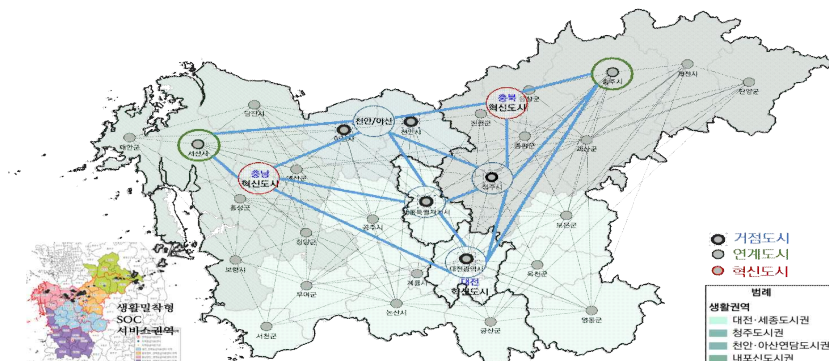 충주시
제천시
단양군
충북
혁신도시
음성군
진천군
증평군
괴산군
당진시
천안/아산
아산시
천안시
태안군
서산시
예산군
충남
혁신도시
청주시
홍성군
세종특별자치시
공주시
보은군
청양군
보령시
대전광역시
대전
혁신도시
계룡시
옥천군
부여군
논산시
서천군
금산군
영동군
거점도시
연계도시
혁신도시
생활밀착형
SOC
서비스권역
범례
생활권역
대전·세종도시권
청주도시권
천안·아산연담도시권
내포신도시권